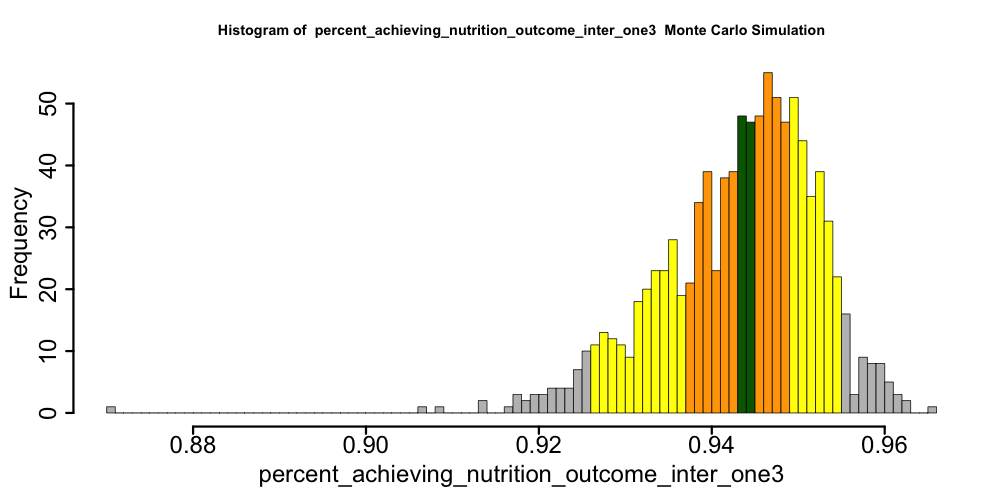 Histogram of  percent_achieving_nutrition_outcome_inter_one3  Monte Carlo Simulation
50
40
30
20
10
0
Frequency
0.88 0.90 0.92 0.94 0.96
percent_achieving_nutrition_outcome_inter_one3